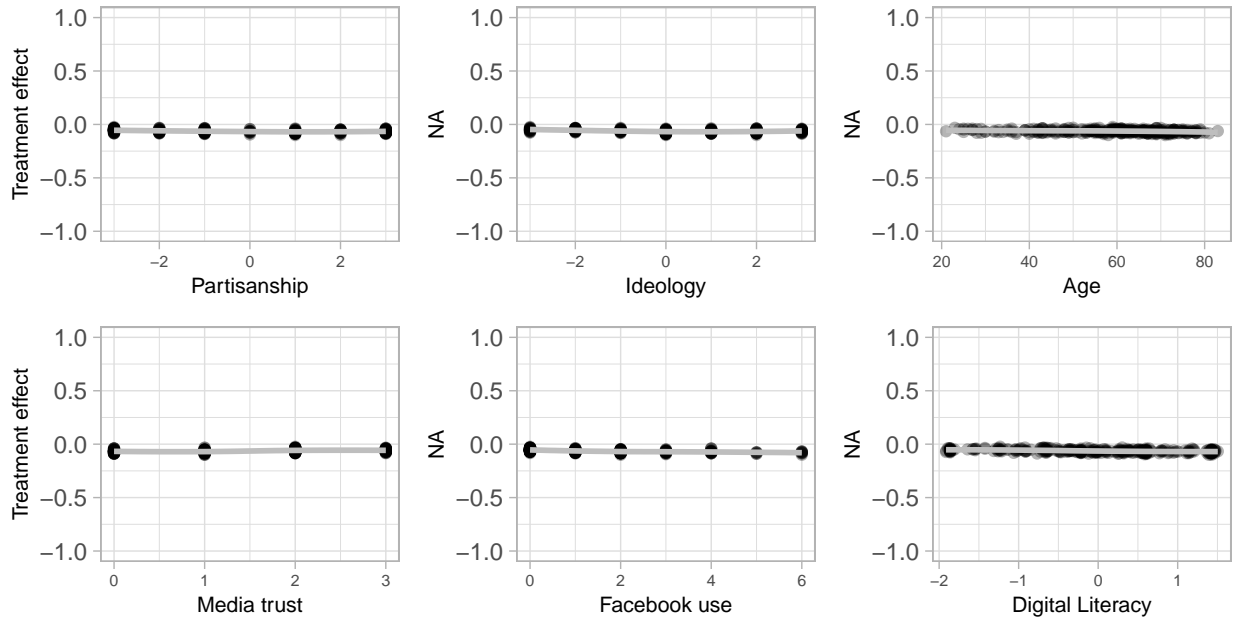 1.0
0.5
0.0
−0.5
−1.0
Treatment effect
−2 0 2
Partisanship
1.0
0.5
0.0
−0.5
−1.0
NA
−2 0 2
Ideology
1.0
0.5
0.0
−0.5
−1.0
NA
20 40 60 80
Age
1.0
0.5
0.0
−0.5
−1.0
Treatment effect
0 1 2 3
Media trust
1.0
0.5
0.0
−0.5
−1.0
NA
0 2 4 6
Facebook use
1.0
0.5
0.0
−0.5
−1.0
NA
−2 −1 0 1
Digital Literacy